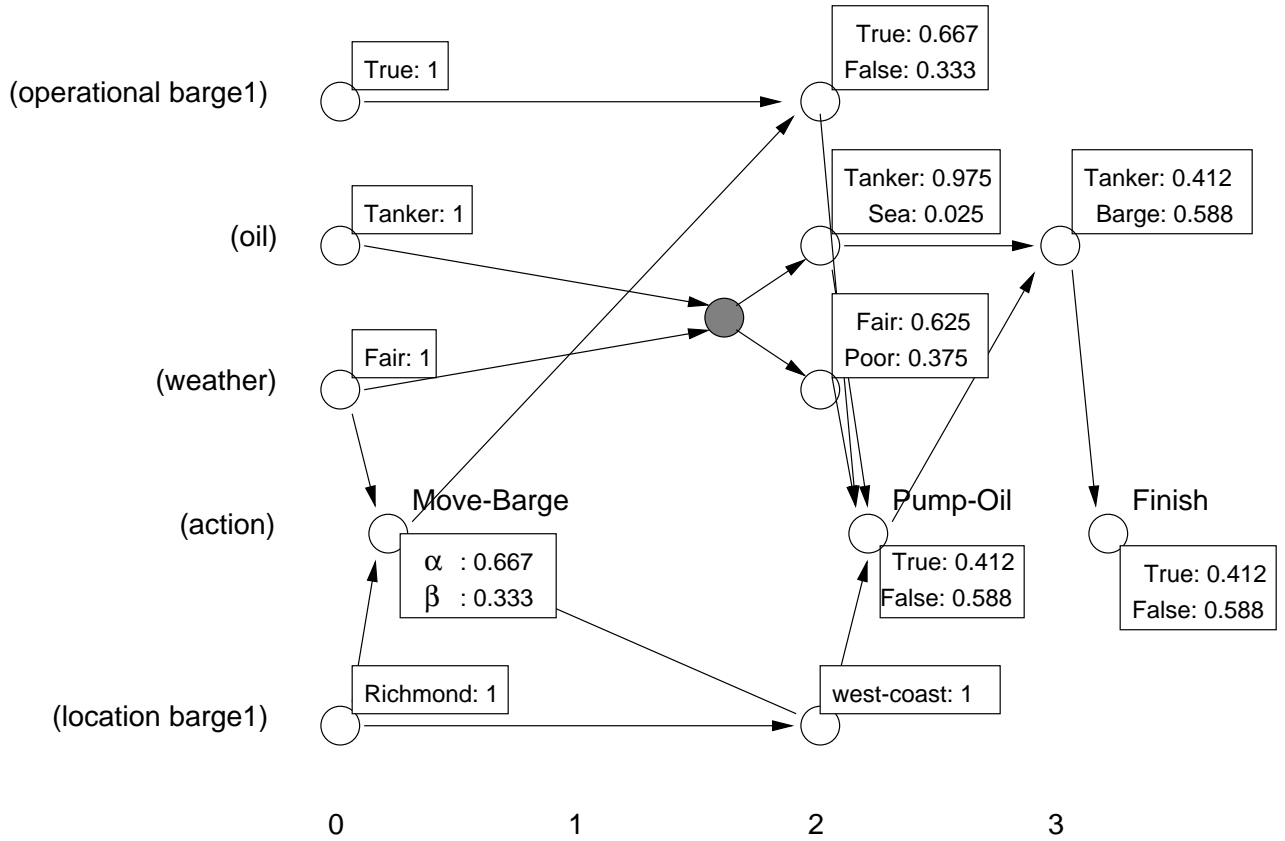 True: 0.667
False: 0.333
True: 1
(operational barge1)
Tanker: 0.975
Sea: 0.025
Tanker: 0.412
Barge: 0.588
Tanker: 1
(oil)
Fair: 0.625
Poor: 0.375
Fair: 1
(weather)
Move-Barge
Pump-Oil
Finish
(action)
α : 0.667
β : 0.333
True: 0.412
False: 0.588
True: 0.412
False: 0.588
Richmond: 1
west-coast: 1
(location barge1)
0 1 2 3